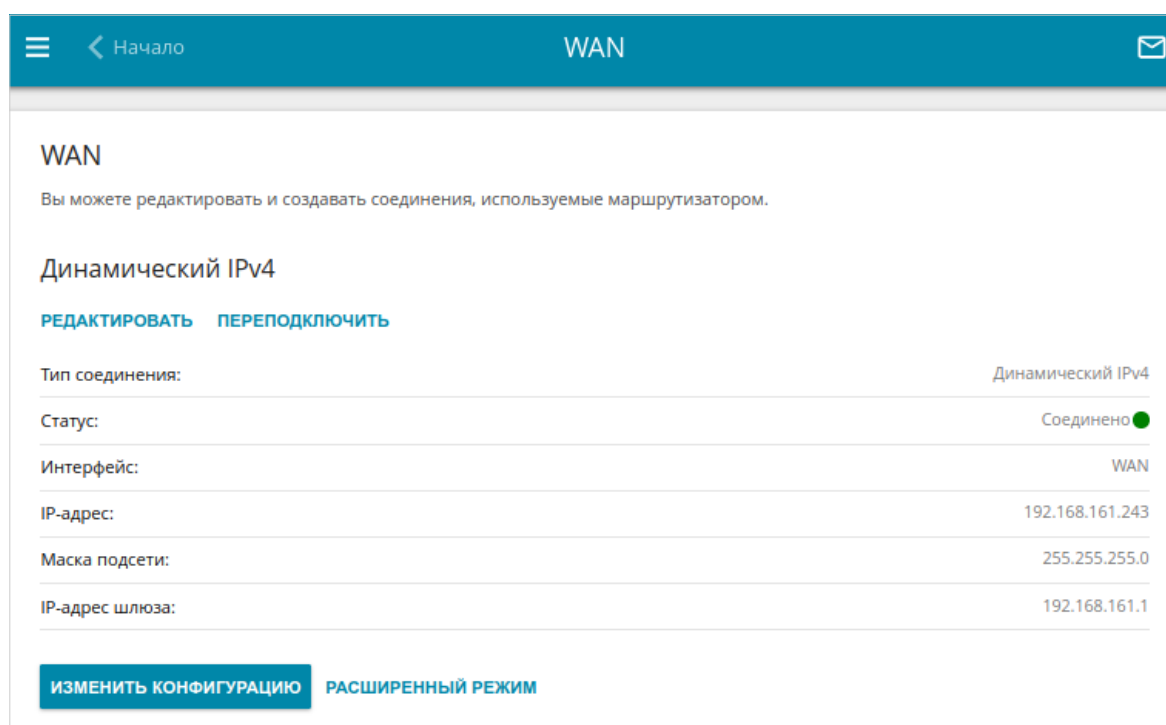 Начало WAN
WAN
Вы можете редактировать и создавать соединения, используемые маршрутизатором.
Динамический IPv4
РЕДАКТИРОВАТЬ ПЕРЕПОДКЛЮЧИТЬ
Тип соединения: Динамический IPv4
Статус: Соединено
Интерфейс: WAN
IP-адрес: 192.168.161.243
Маска подсети: 255.255.255.0
IP-адрес шлюза: 192.168.161.1
ИЗМЕНИТЬ КОНФИГУРАЦИЮ РАСШИРЕННЫЙ РЕЖИМ